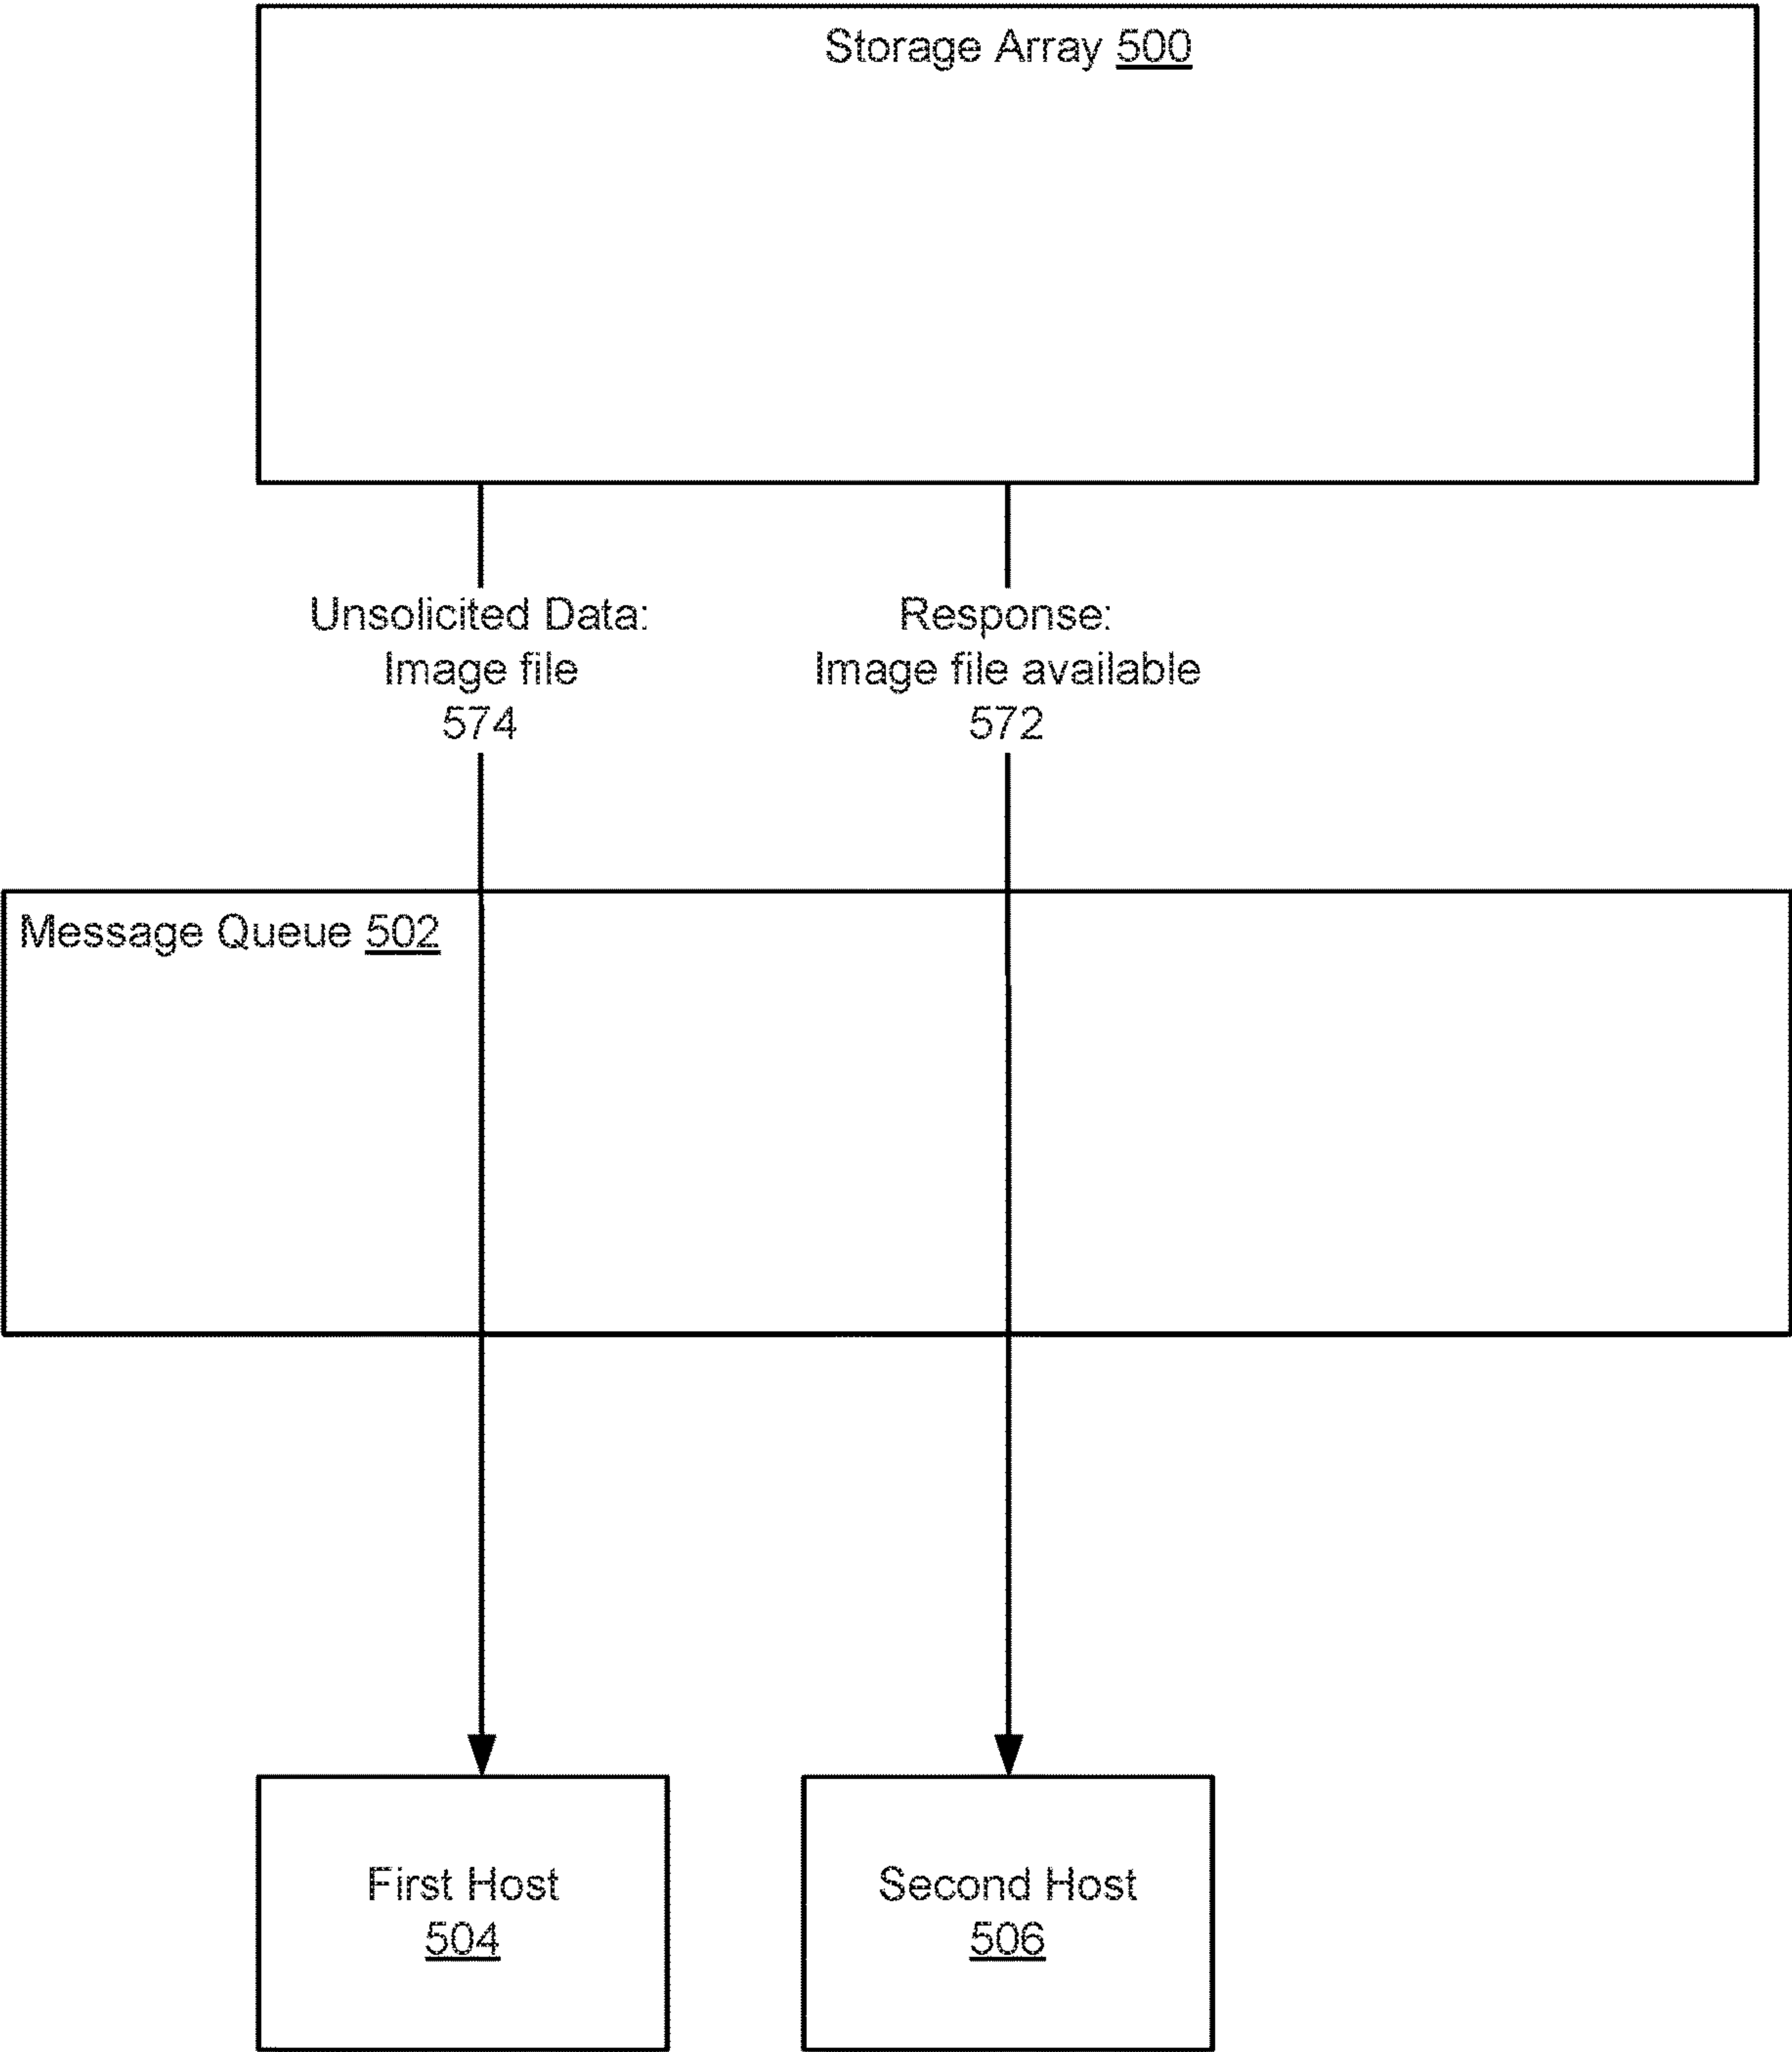 Storage Array 500
Unsolicited Data:
Image file
574
Response:
Image file available
572
Message Queue 502
First Host
504
Second Host
506